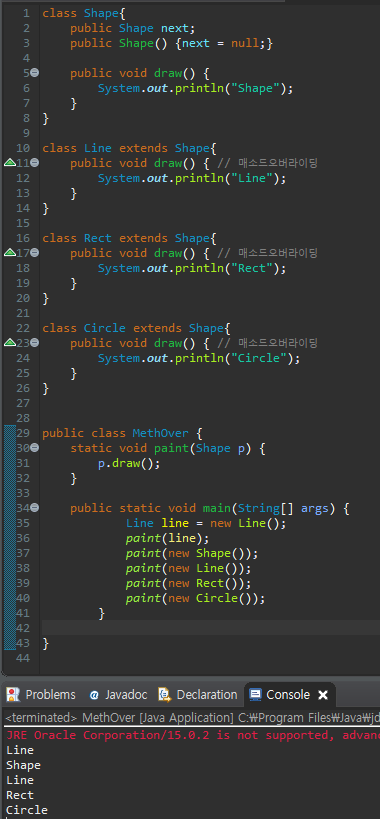 1 class Shape{
2     public Shape next;
3     public Shape() {next = null;}
4
5     public void draw() {
6         System.out.println("Shape");
7     }
8 }
9
10 class Line extends Shape{
11     public void draw() { // 매소드오버라이딩
12         System.out.println("Line");
13     }
14 }
15
16 class Rect extends Shape{
17     public void draw() { // 매소드오버라이딩
18         System.out.println("Rect");
19     }
20 }
21
22 class Circle extends Shape{
23     public void draw() { // 매소드오버라이딩
24         System.out.println("Circle");
25     }
26 }
27
28
29 public class MethOver {
30     static void paint(Shape p) {
31         p.draw();
32     }
33
34     public static void main(String[] args) {
35             Line line = new Line();
36             paint(line);
37             paint(new Shape());
38             paint(new Line());
39             paint(new Rect());
40             paint(new Circle());
41         }
42
43 }
44
Problems @ Javadoc Declaration Console
<terminated> MethOver [Java Application] C:₩Program Files₩Java₩jd
JRE Oracle Corporation/15.0.2 is not supported, advan
Line
Shape
Line
Rect
Circle